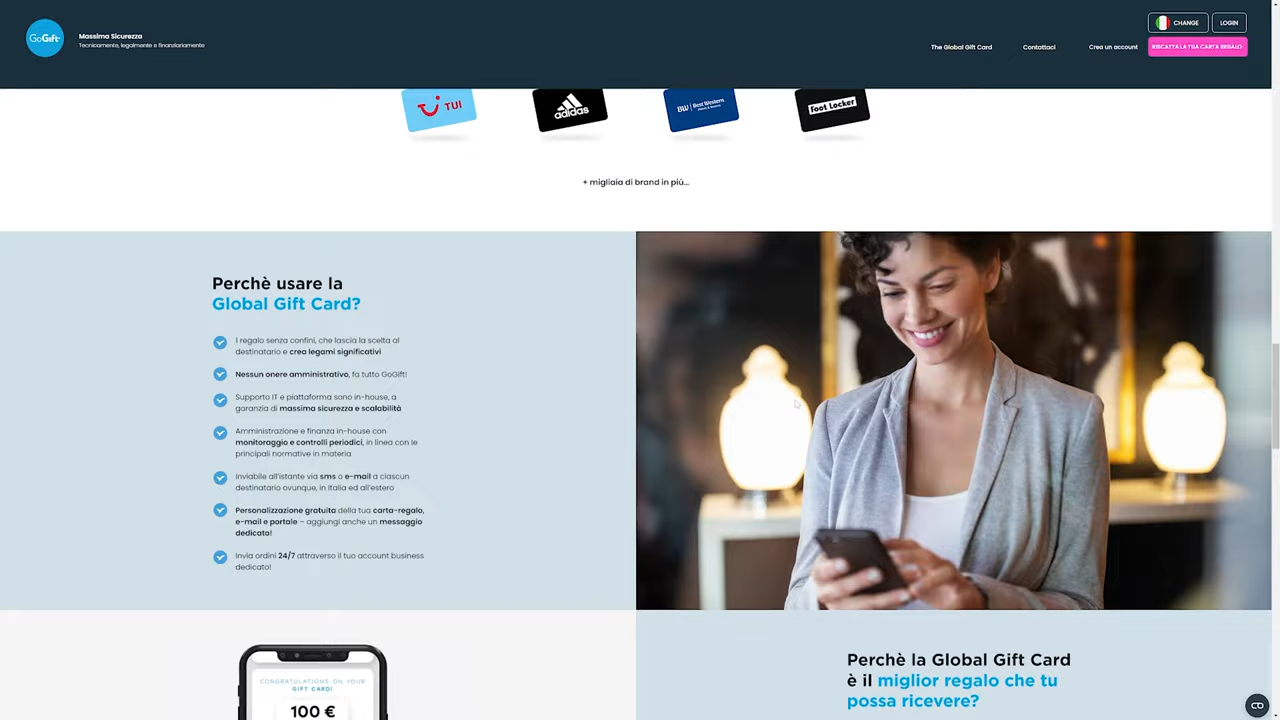 GoGift
Massima Sicurezza
Tecnicamente, legalmente e finanziariamente
CHANGE
LOGIN
The Global Gift Card
Contattaci
Crea un account
RISCATTA LA TUA CARTA REGALO
TUI
adidas
BW | Best Western
Foot Locker
+ migliaia di brand in più...
Perchè usare la
Global Gift Card?
I regalo senza confini, che lascia la scelta al
destinatario e crea legami significativi
Nessun onere amministrativo, fa tutto GoGift!
Supporto IT e piattaforma sono in-house, a
garanzia di massima sicurezza e scalabilità
Amministrazione e finanza in-house con
monitoraggio e controlli periodici, in linea con le
principali normative in materia
Inviabile all'istante via sms o e-mail a ciascun
destinatario ovunque, in Italia ed all'estero
Personalizzazione gratuita della tua carta-regalo,
e-mail e portale – aggiungi anche un messaggio
dedicato!
Invia ordini 24/7 attraverso il tuo account business
dedicato!
CONGRATULATIONS ON YOUR
GIFT CARD!
100 €
Perchè la Global Gift Card
è il miglior regalo che tu
possa ricevere?